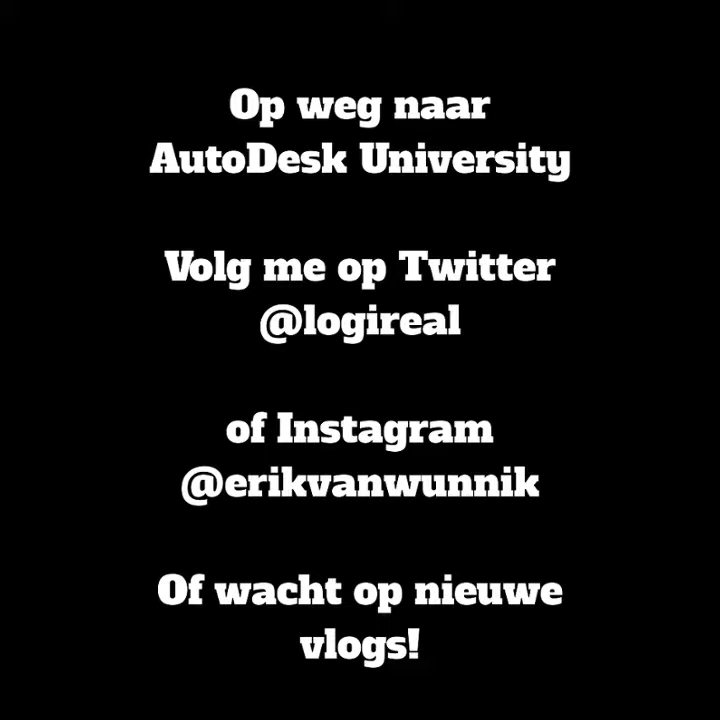 Op weg naar
AutoDesk University
Volg me op Twitter
@logireal
of Instagram
@erikvanwunnik
Of wacht op nieuwe
vlogs!